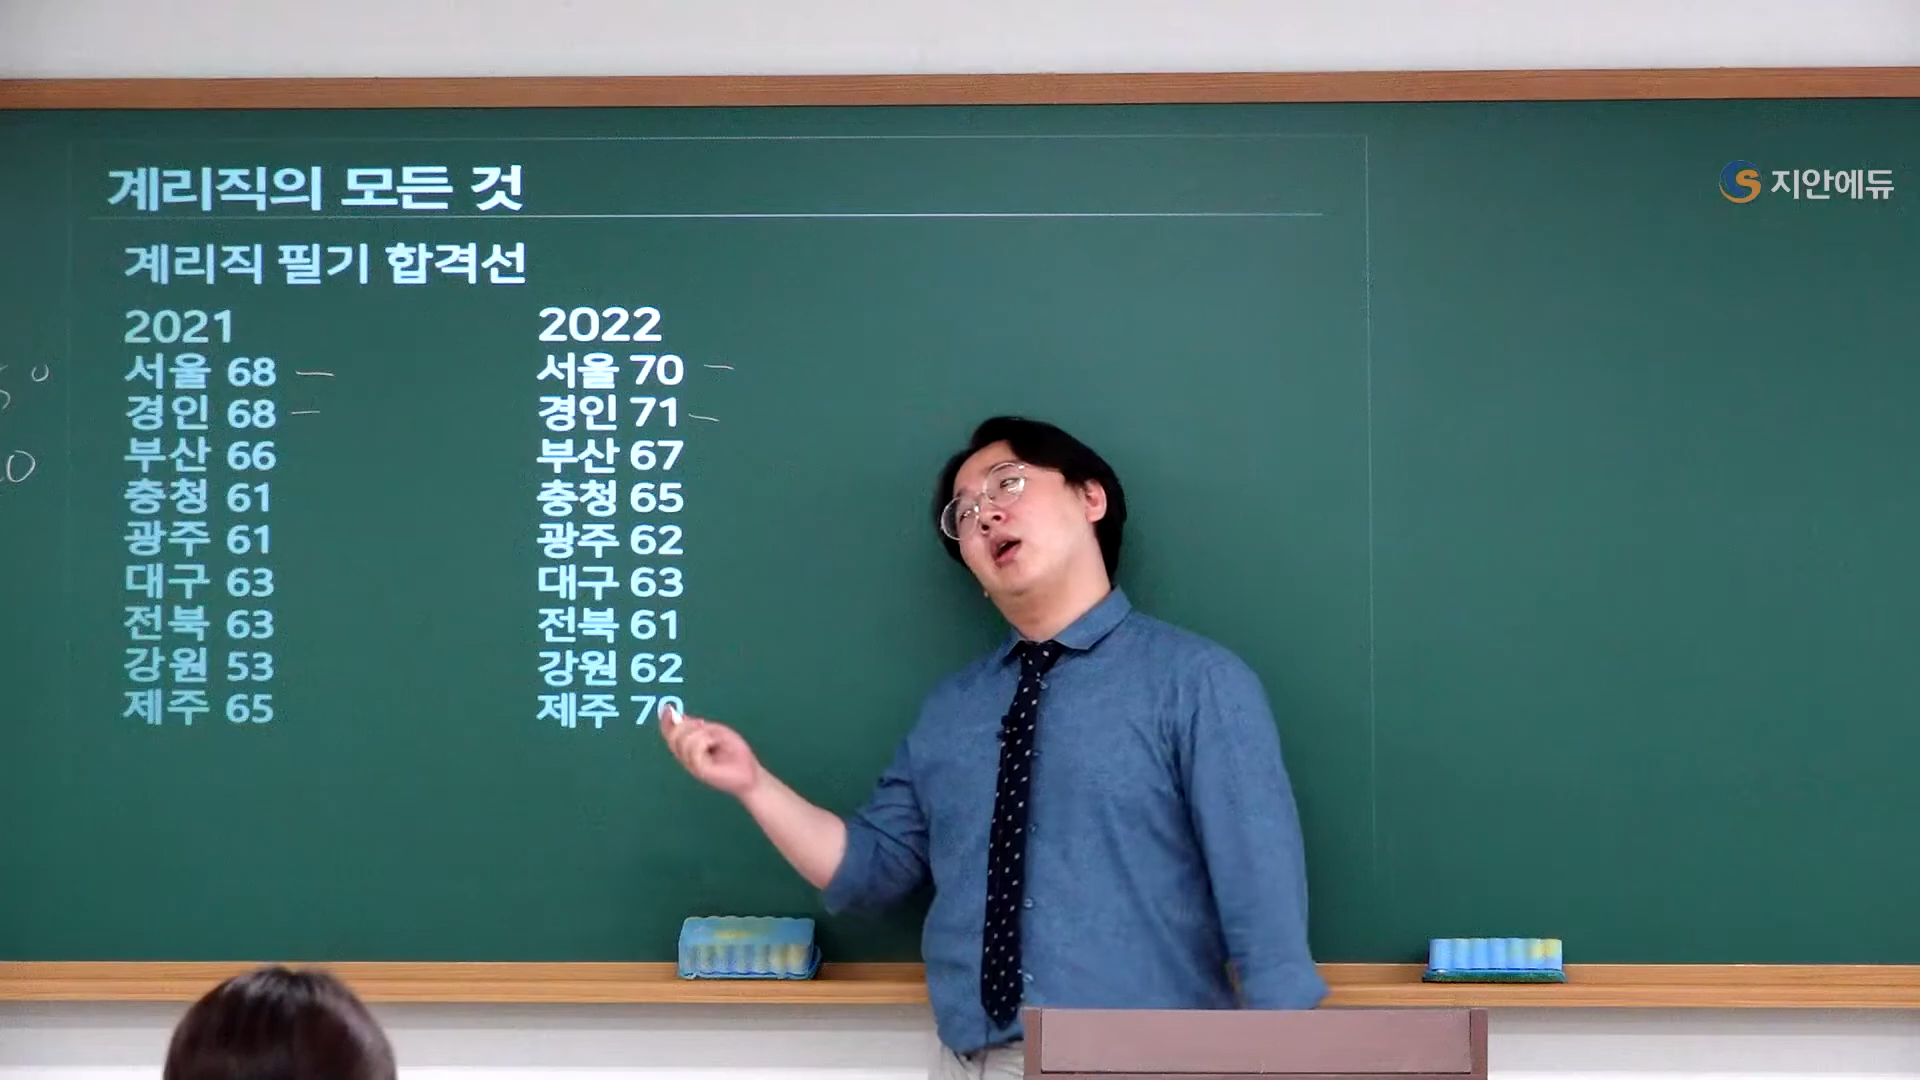 계리직의 모든 것
지안에듀
계리직 필기 합격선
2021
서울 68
경인 68
부산 66
충청 61
광주 61
대구 63
전북 63
강원 53
제주 65
2022
서울 70
경인 71
부산 67
충청 65
광주 62
대구 63
전북 61
강원 62
제주 70